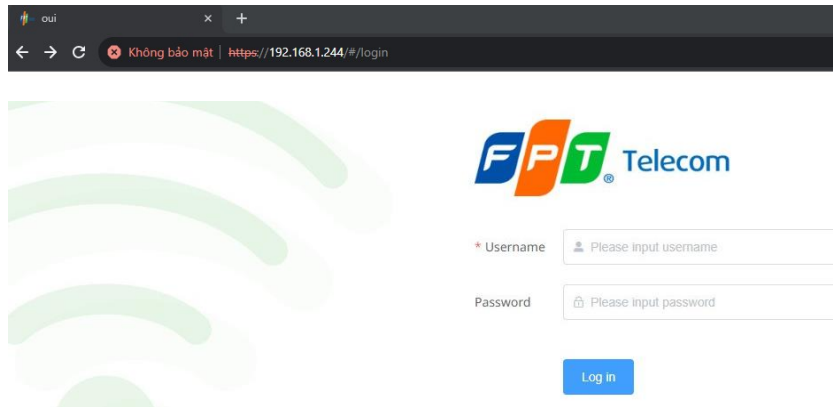 oui
Không bảo mật https://192.168.1.244/#/login
FPT® Telecom
* Username Please input username
Password Please input password
Log in